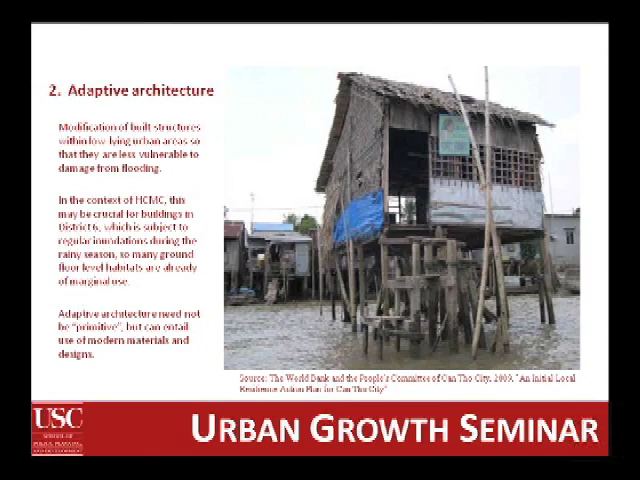 2. Adaptive architecture
Modification of built structures
within low-lying urban areas so
that they are less vulnerable to
damage from flooding.
In the context of HCMC, this
may be crucial for buildings in
District 6, which is subject to
regular inundations during the
rainy season, so many ground
floor level habitats are already
of marginal use.
Adaptive architecture need not
be "primitive", but can entail
use of modern materials and
designs.
Source: The World Bank and the People's Committee of Can Tho City, 2009. "An Initial Local
Resilience Action Plan for Can Tho City"
USC
URBAN GROWTH SEMINAR